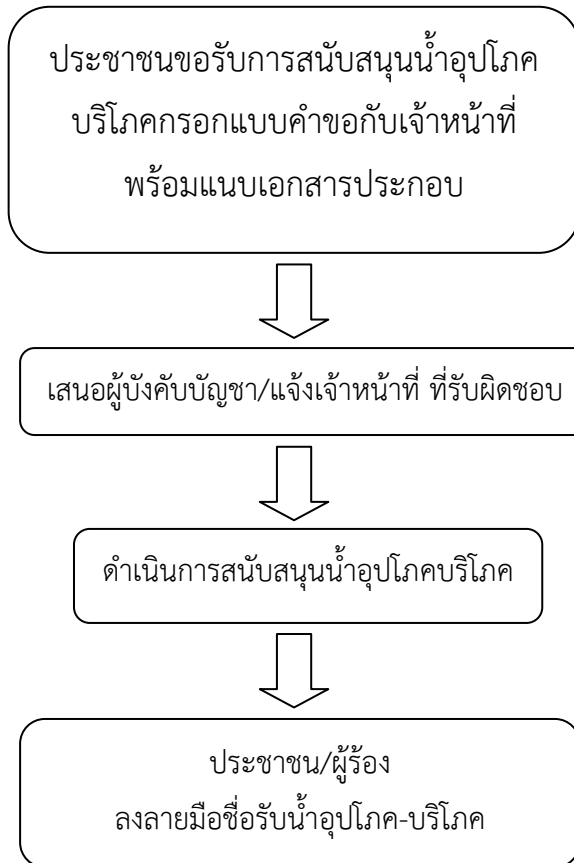 ประชาชนขอรับการสนับสนุนน้ำอุปโภค
บริโภคกรอกแบบคำขอกับเจ้าหน้าที่
พร้อมแนบเอกสารประกอบ
เสนอผู้บังคับบัญชา/แจ้งเจ้าหน้าที่ ที่รับผิดชอบ
ดำเนินการสนับสนุนน้ำอุปโภคบริโภค
ประชาชน/ผู้ร้อง
ลงลายมือชื่อรับน้ำอุปโภค-บริโภค